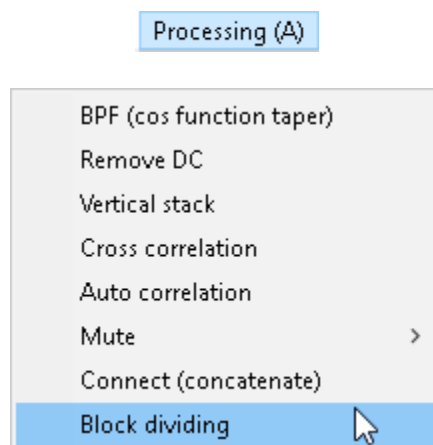 Processing (A)
BPF (cos function taper)
Remove DC
Vertical stack
Cross correlation
Auto correlation
Mute
Connect (concatenate)
Block dividing